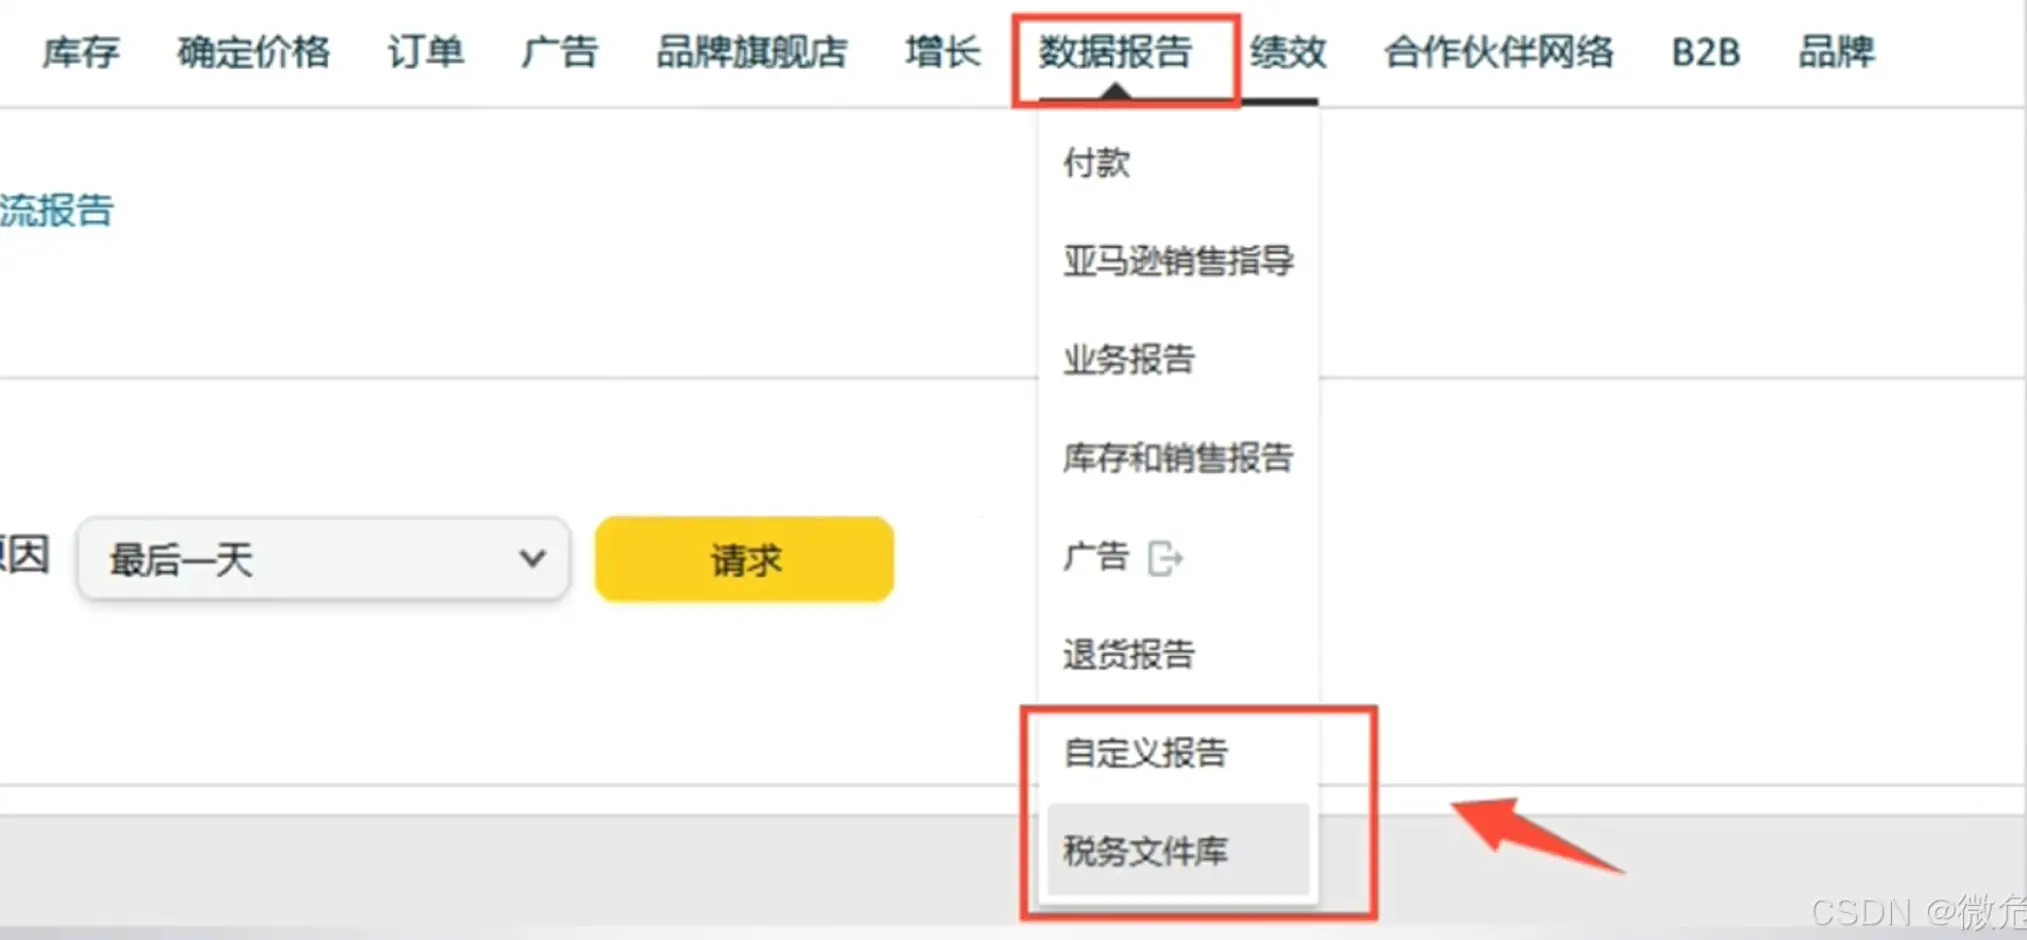 库存 确定价格 订单 广告 品牌旗舰店 增长 数据报告 绩效 合作伙伴网络 B2B 品牌
付款
流报告
亚马逊销售指导
业务报告
库存和销售报告
因 最后一天 请求
广告
退货报告
自定义报告
税务文件库
CSDN @微